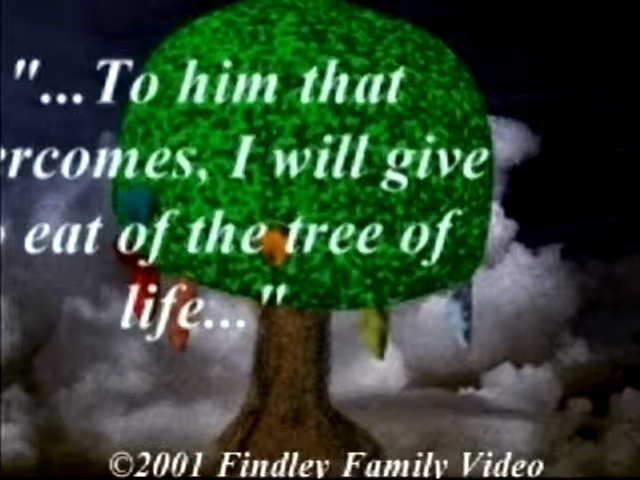 "...To him that
ercomes, I will give
o eat of the tree of
life..."
©2001 Findley Family Video